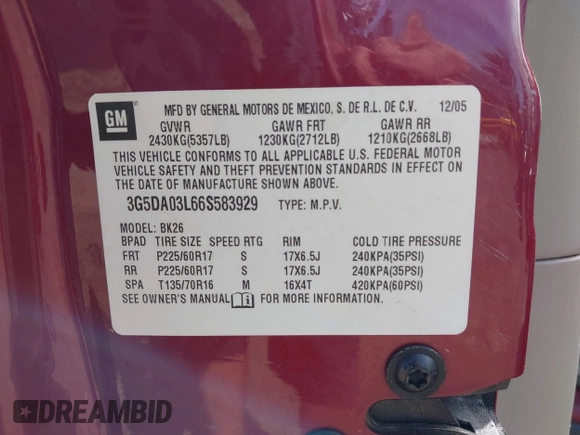 GM
MFD BY GENERAL MOTORS DE MEXICO, S. DE R.L. DE C.V. 12/05
GVWR GAWR FRT GAWR RR
2430KG(5357LB) 1230KG(2712LB) 1210KG(2668LB)
THIS VEHICLE CONFORMS TO ALL APPLICABLE U.S. FEDERAL MOTOR
VEHICLE SAFETY AND THEFT PREVENTION STANDARDS IN EFFECT ON
THE DATE OF MANUFACTURE SHOWN ABOVE.
3G5DA03L66S583929 TYPE: M.P.V.
MODEL: BK26
BPAD TIRE SIZE SPEED RTG RIM COLD TIRE PRESSURE
FRT P225/60R17 S 17X6.5J 240KPA(35PSI)
RR P225/60R17 S 17X6.5J 240KPA(35PSI)
SPA T135/70R16 M 16X4T 420KPA(60PSI)
SEE OWNER'S MANUAL FOR MORE INFORMATION.
DREAMBID